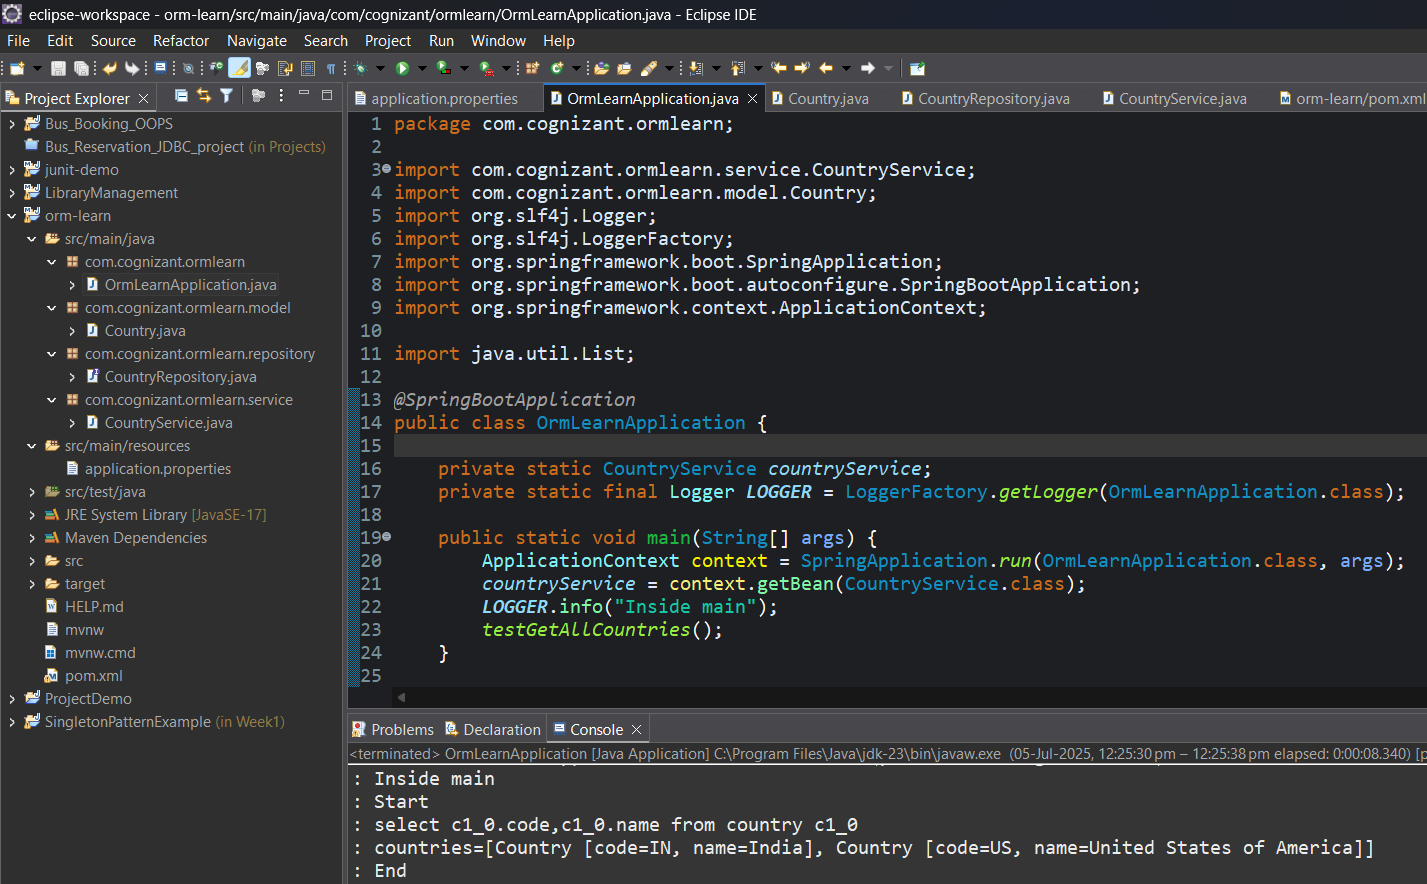 eclipse-workspace - orm-learn/src/main/java/com/cognizant/ormlearn/OrmLearnApplication.java - Eclipse IDE
File Edit Source Refactor Navigate Search Project Run Window Help
Project Explorer
Bus_Booking_OOPS
Bus_Reservation_JDBC_project (in Projects)
junit-demo
LibraryManagement
orm-learn
src/main/java
com.cognizant.ormlearn
OrmLearnApplication.java
com.cognizant.ormlearn.model
Country.java
com.cognizant.ormlearn.repository
CountryRepository.java
com.cognizant.ormlearn.service
CountryService.java
src/main/resources
application.properties
src/test/java
JRE System Library [JavaSE-17]
Maven Dependencies
src
target
HELP.md
mvnw
mvnw.cmd
pom.xml
ProjectDemo
SingletonPatternExample (in Week1)
application.properties OrmLearnApplication.java Country.java CountryRepository.java CountryService.java orm-learn/pom.xml
1 package com.cognizant.ormlearn;
2
3 import com.cognizant.ormlearn.service.CountryService;
4 import com.cognizant.ormlearn.model.Country;
5 import org.slf4j.Logger;
6 import org.slf4j.LoggerFactory;
7 import org.springframework.boot.SpringApplication;
8 import org.springframework.boot.autoconfigure.SpringBootApplication;
9 import org.springframework.context.ApplicationContext;
10
11 import java.util.List;
12
13 @SpringBootApplication
14 public class OrmLearnApplication {
15
16 private static CountryService countryService;
17 private static final Logger LOGGER = LoggerFactory.getLogger(OrmLearnApplication.class);
18
19 public static void main(String[] args) {
20 ApplicationContext context = SpringApplication.run(OrmLearnApplication.class, args);
21 countryService = context.getBean(CountryService.class);
22 LOGGER.info("Inside main");
23 testGetAllCountries();
24 }
25
Problems Declaration Console
<terminated> OrmLearnApplication [Java Application] C:\Program Files\Java\jdk-23\bin\javaw.exe (05-Jul-2025, 12:25:30 pm – 12:25:38 pm elapsed: 0:00:08.340) [p
: Inside main
: Start
: select c1_0.code,c1_0.name from country c1_0
: countries=[Country [code=IN, name=India], Country [code=US, name=United States of America]]
: End